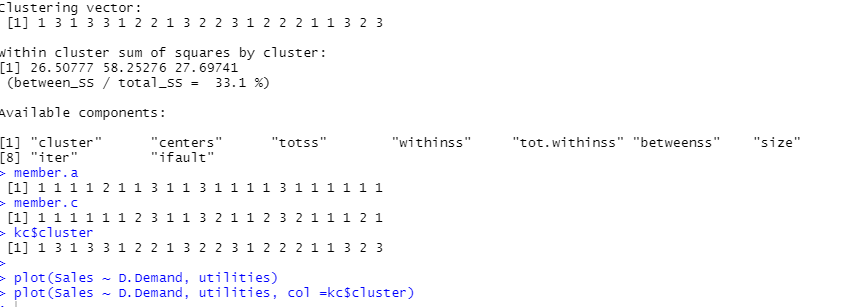 Clustering vector:
[1] 1 3 1 3 3 1 2 2 1 3 2 2 3 1 2 2 2 1 1 3 2 3
within cluster sum of squares by cluster:
[1] 26.50777 58.25276 27.69741
(between_SS / total_SS = 33.1 %)
Available components:
[1] "cluster" "centers" "totss" "withinss" "tot.withinss" "betweenss" "size"
[8] "iter" "ifault"
> member.a
[1] 1 1 1 1 2 1 1 3 1 1 3 1 1 1 1 3 1 1 1 1 1 1
> member.c
[1] 1 1 1 1 1 1 2 3 1 1 3 2 1 1 2 3 2 1 1 1 2 1
> kc$cluster
[1] 1 3 1 3 3 1 2 2 1 3 2 2 3 1 2 2 2 1 1 3 2 3
>
> plot(Sales ~ D.Demand, utilities)
> plot(Sales ~ D.Demand, utilities, col =kc$cluster)